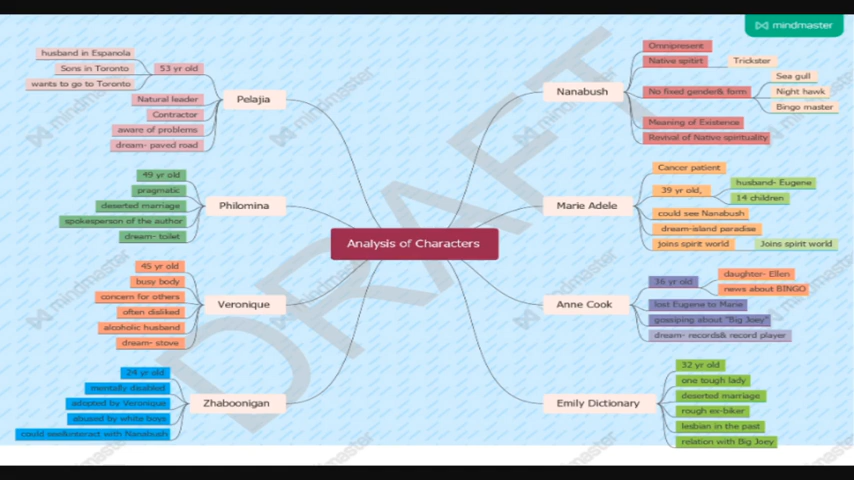 mindmaster
Analysis of Characters
Pelajia
53 yr old
husband in Espanola
Sons in Toronto
wants to go to Toronto
Natural leader
Contractor
aware of problems
dream- paved road
Philomina
49 yr old
pragmatic
deserted marriage
spokesperson of the author
dream- toilet
Veronique
45 yr old
busy body
concern for others
often disliked
alcoholic husband
dream- stove
Zhaboonigan
24 yr old
mentally disabled
adopted by Veronique
abused by white boys
could see&interact with Nanabush
Nanabush
Omnipresent
Native spitirt
Trickster
No fixed gender& form
Sea gull
Night hawk
Bingo master
Meaning of Existence
Revival of Native spirituality
Marie Adele
Cancer patient
39 yr old,
husband- Eugene
14 children
could see Nanabush
dream-island paradise
joins spirit world
Joins spirit world
Anne Cook
36 yr old
daughter- Ellen
news about BINGO
lost Eugene to Marie
gossiping about "Big Joey"
dream- records& record player
Emily Dictionary
32 yr old
one tough lady
deserted marriage
rough ex-biker
lesbian in the past
relation with Big Joey
DRAFT